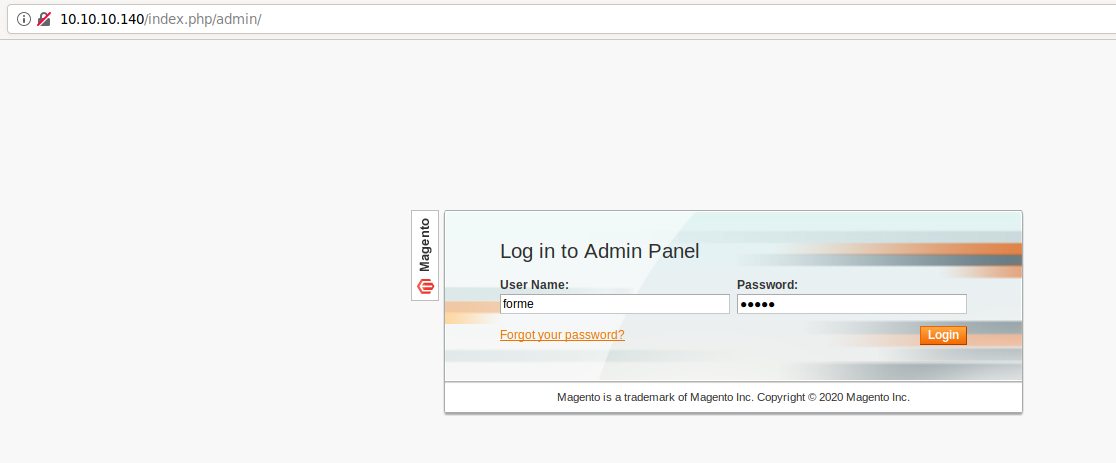 10.10.10.140/index.php/admin/
Magento
Log in to Admin Panel
User Name: Password:
forme ●●●●●
Forgot your password? Login
Magento is a trademark of Magento Inc. Copyright © 2020 Magento Inc.